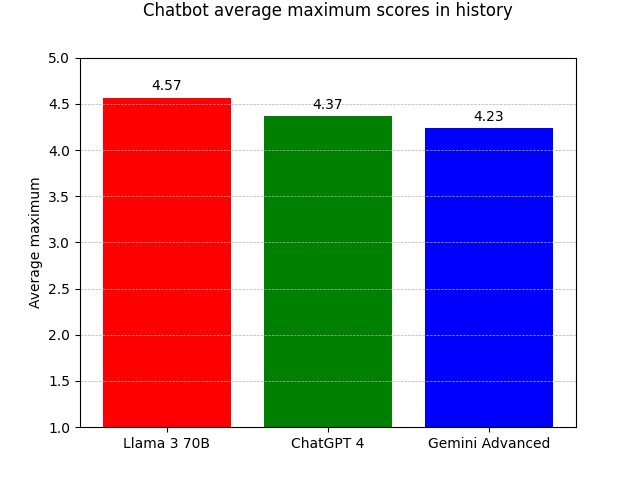 Chatbot average maximum scores in history
Average maximum
5.0
4.5
4.0
3.5
3.0
2.5
2.0
1.5
1.0
4.57
4.37
4.23
Llama 3 70B
ChatGPT 4
Gemini Advanced